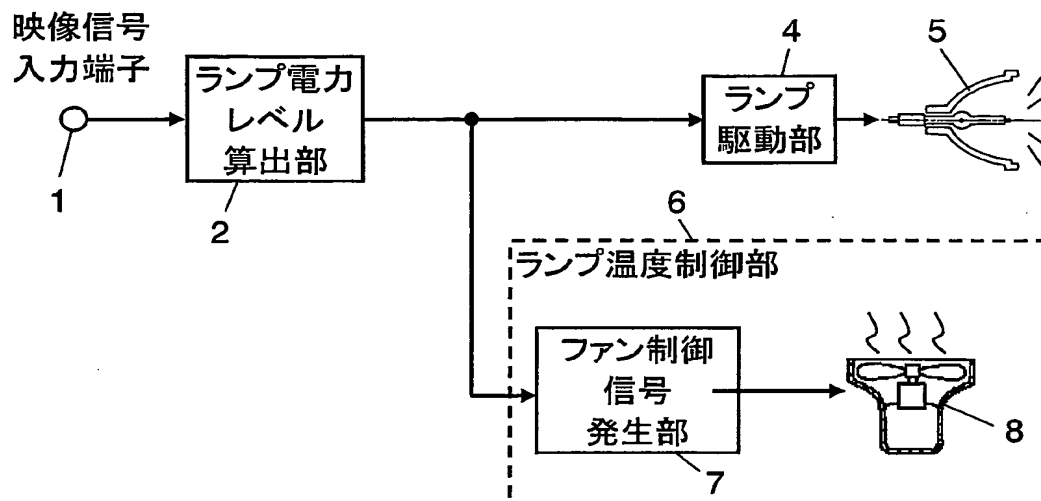 映像信号
入力端子
1
ランプ電力
レベル
算出部
2
4
ランプ
駆動部
5
6
ランプ温度制御部
ファン制御
信号
発生部
7
8